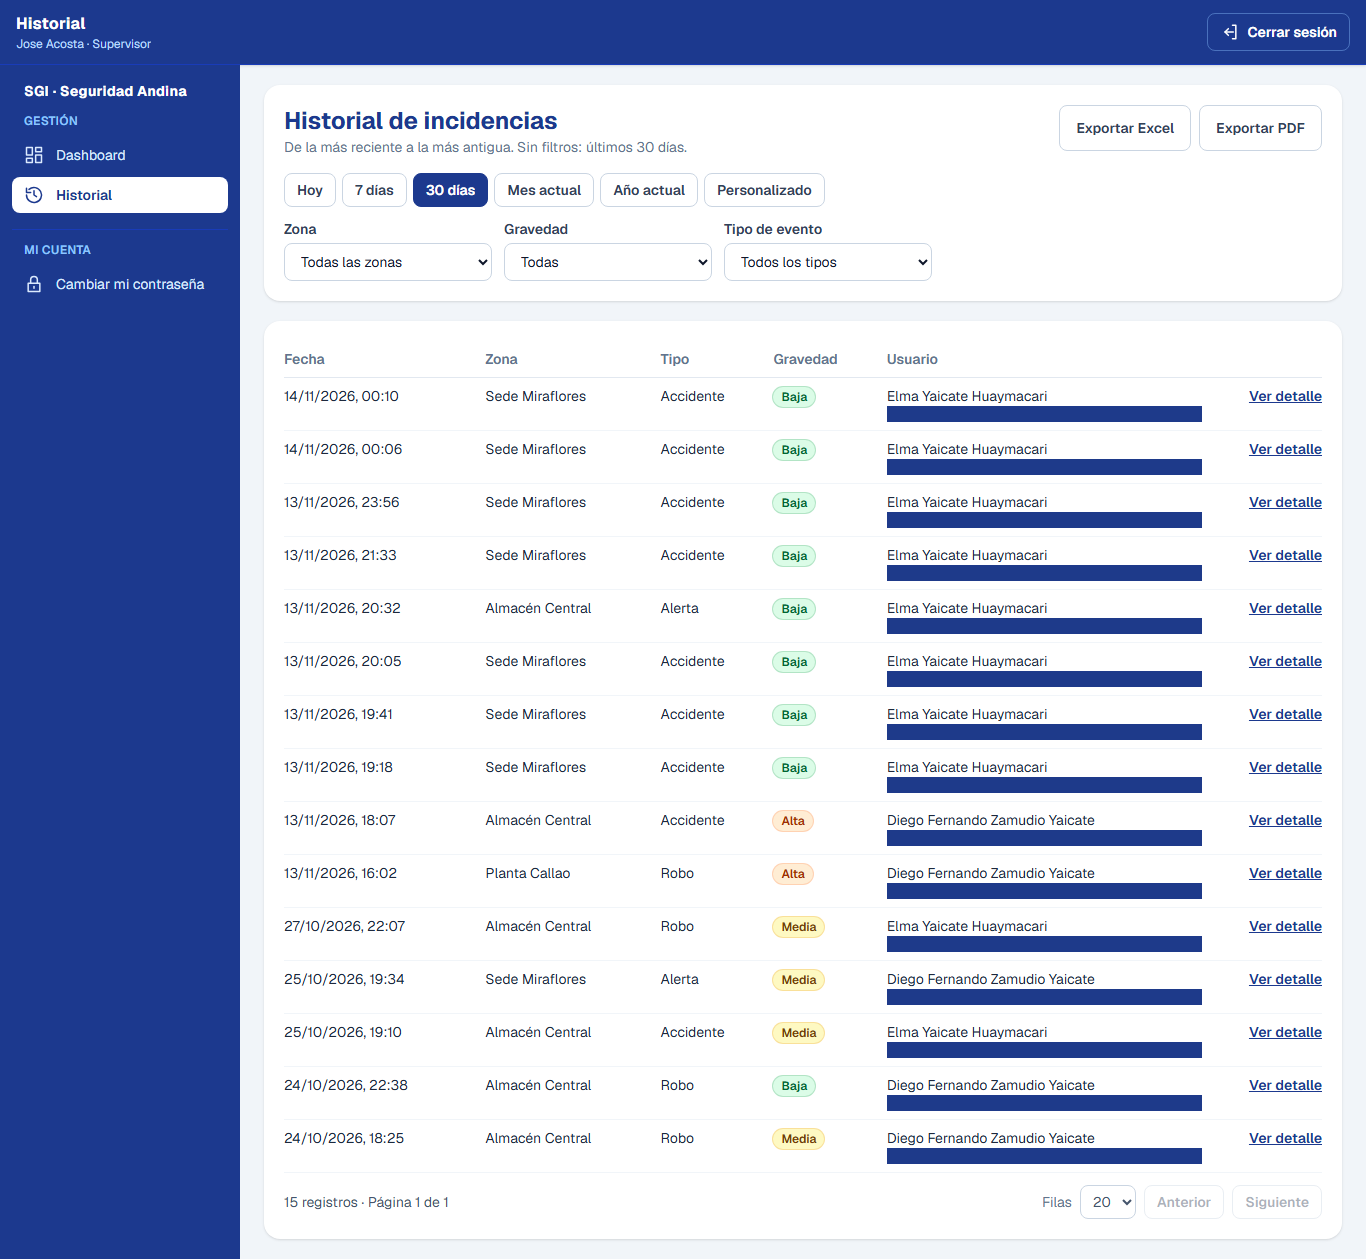 Historial
Jose Acosta · Supervisor
Cerrar sesión
SGI · Seguridad Andina
GESTIÓN
Dashboard
Historial
MI CUENTA
Cambiar mi contraseña
Historial de incidencias
De la más reciente a la más antigua. Sin filtros: últimos 30 días.
Exportar Excel Exportar PDF
Hoy 7 días 30 días Mes actual Año actual Personalizado
Zona Gravedad Tipo de evento
Todas las zonas Todas Todos los tipos
Fecha Zona Tipo Gravedad Usuario
14/11/2026, 00:10 Sede Miraflores Accidente Baja Elma Yaicate Huaymacari Ver detalle
14/11/2026, 00:06 Sede Miraflores Accidente Baja Elma Yaicate Huaymacari Ver detalle
13/11/2026, 23:56 Sede Miraflores Accidente Baja Elma Yaicate Huaymacari Ver detalle
13/11/2026, 21:33 Sede Miraflores Accidente Baja Elma Yaicate Huaymacari Ver detalle
13/11/2026, 20:32 Almacén Central Alerta Baja Elma Yaicate Huaymacari Ver detalle
13/11/2026, 20:05 Sede Miraflores Accidente Baja Elma Yaicate Huaymacari Ver detalle
13/11/2026, 19:41 Sede Miraflores Accidente Baja Elma Yaicate Huaymacari Ver detalle
13/11/2026, 19:18 Sede Miraflores Accidente Baja Elma Yaicate Huaymacari Ver detalle
13/11/2026, 18:07 Almacén Central Accidente Alta Diego Fernando Zamudio Yaicate Ver detalle
13/11/2026, 16:02 Planta Callao Robo Alta Diego Fernando Zamudio Yaicate Ver detalle
27/10/2026, 22:07 Almacén Central Robo Media Elma Yaicate Huaymacari Ver detalle
25/10/2026, 19:34 Sede Miraflores Alerta Media Diego Fernando Zamudio Yaicate Ver detalle
25/10/2026, 19:10 Almacén Central Accidente Media Elma Yaicate Huaymacari Ver detalle
24/10/2026, 22:38 Almacén Central Robo Baja Diego Fernando Zamudio Yaicate Ver detalle
24/10/2026, 18:25 Almacén Central Robo Media Diego Fernando Zamudio Yaicate Ver detalle
15 registros · Página 1 de 1 Filas 20 Anterior Siguiente